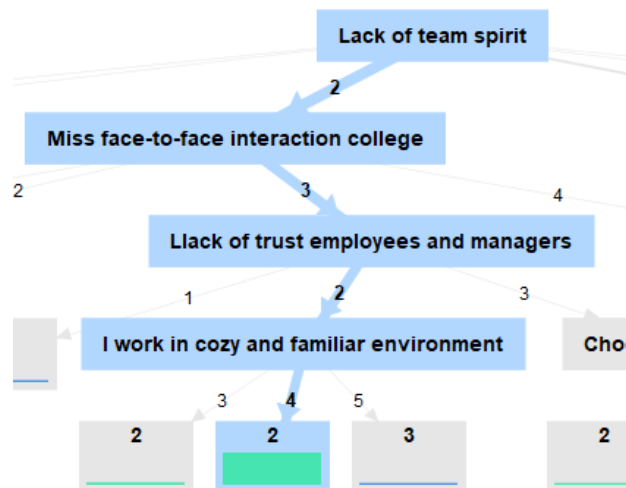 Lack of team spirit
2
Miss face-to-face interaction college
2 3 4
Llack of trust employees and managers
1 2 3
I work in cozy and familiar environment Choo
3 4 5
2 2 3 2